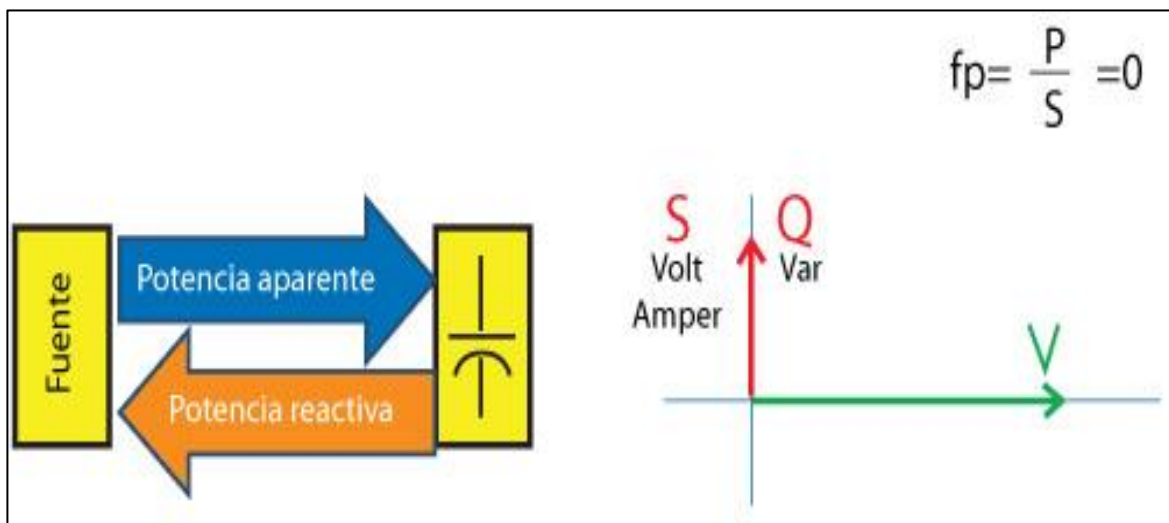 fp= P/S =0
Fuente
Potencia aparente
Potencia reactiva
S Q
Volt Var
Amper
V